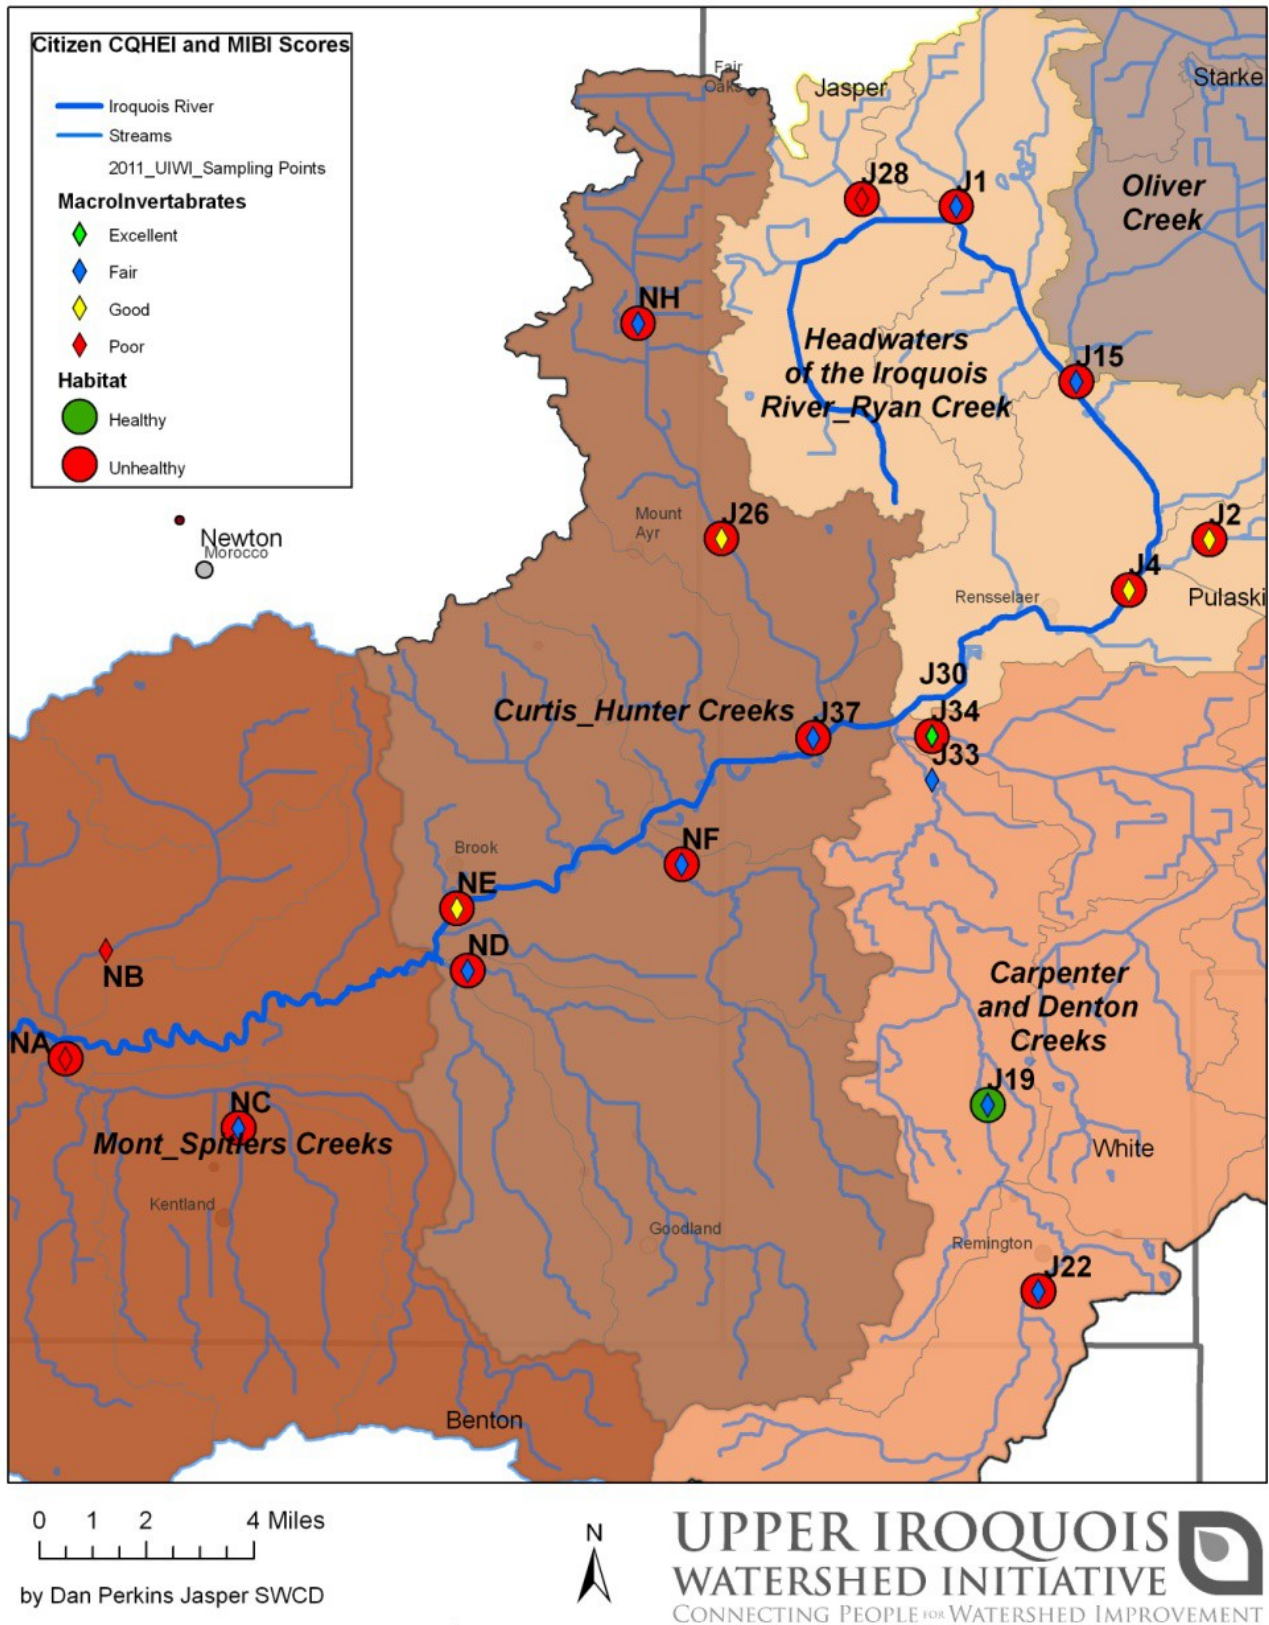 Citizen CQHEI and MIBI Scores
Iroquois River
Streams
2011_UIWI_Sampling Points
MacroInvertabrates
Excellent
Fair
Good
Poor
Habitat
Healthy
Unhealthy
Fair
Oaks
Jasper
Starke
Oliver
Creek
J28
J1
NH
Headwaters
of the Iroquois
River_Ryan Creek
J15
Newton
Morocco
Mount
Ayr
J26
J2
J4
Rensselaer
Pulaski
J30
Curtis_Hunter Creeks
J37
J34
J33
Brook
NF
NE
ND
NB
Carpenter
and Denton
Creeks
NA
NC
Mont_Spitlers Creeks
J19
White
Kentland
Goodland
Remington
J22
Benton
0 1 2 4 Miles
by Dan Perkins Jasper SWCD
N
UPPER IROQUOIS
WATERSHED INITIATIVE
CONNECTING PEOPLE FOR WATERSHED IMPROVEMENT